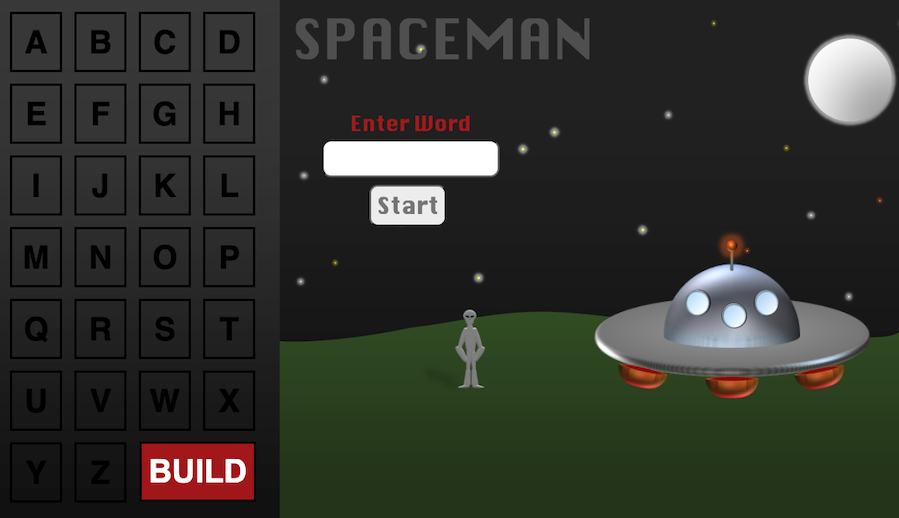 A B C D
E F G H
I J K L
M N O P
Q R S T
U V W X
Y Z BUILD
SPACEMAN
Enter Word
Start